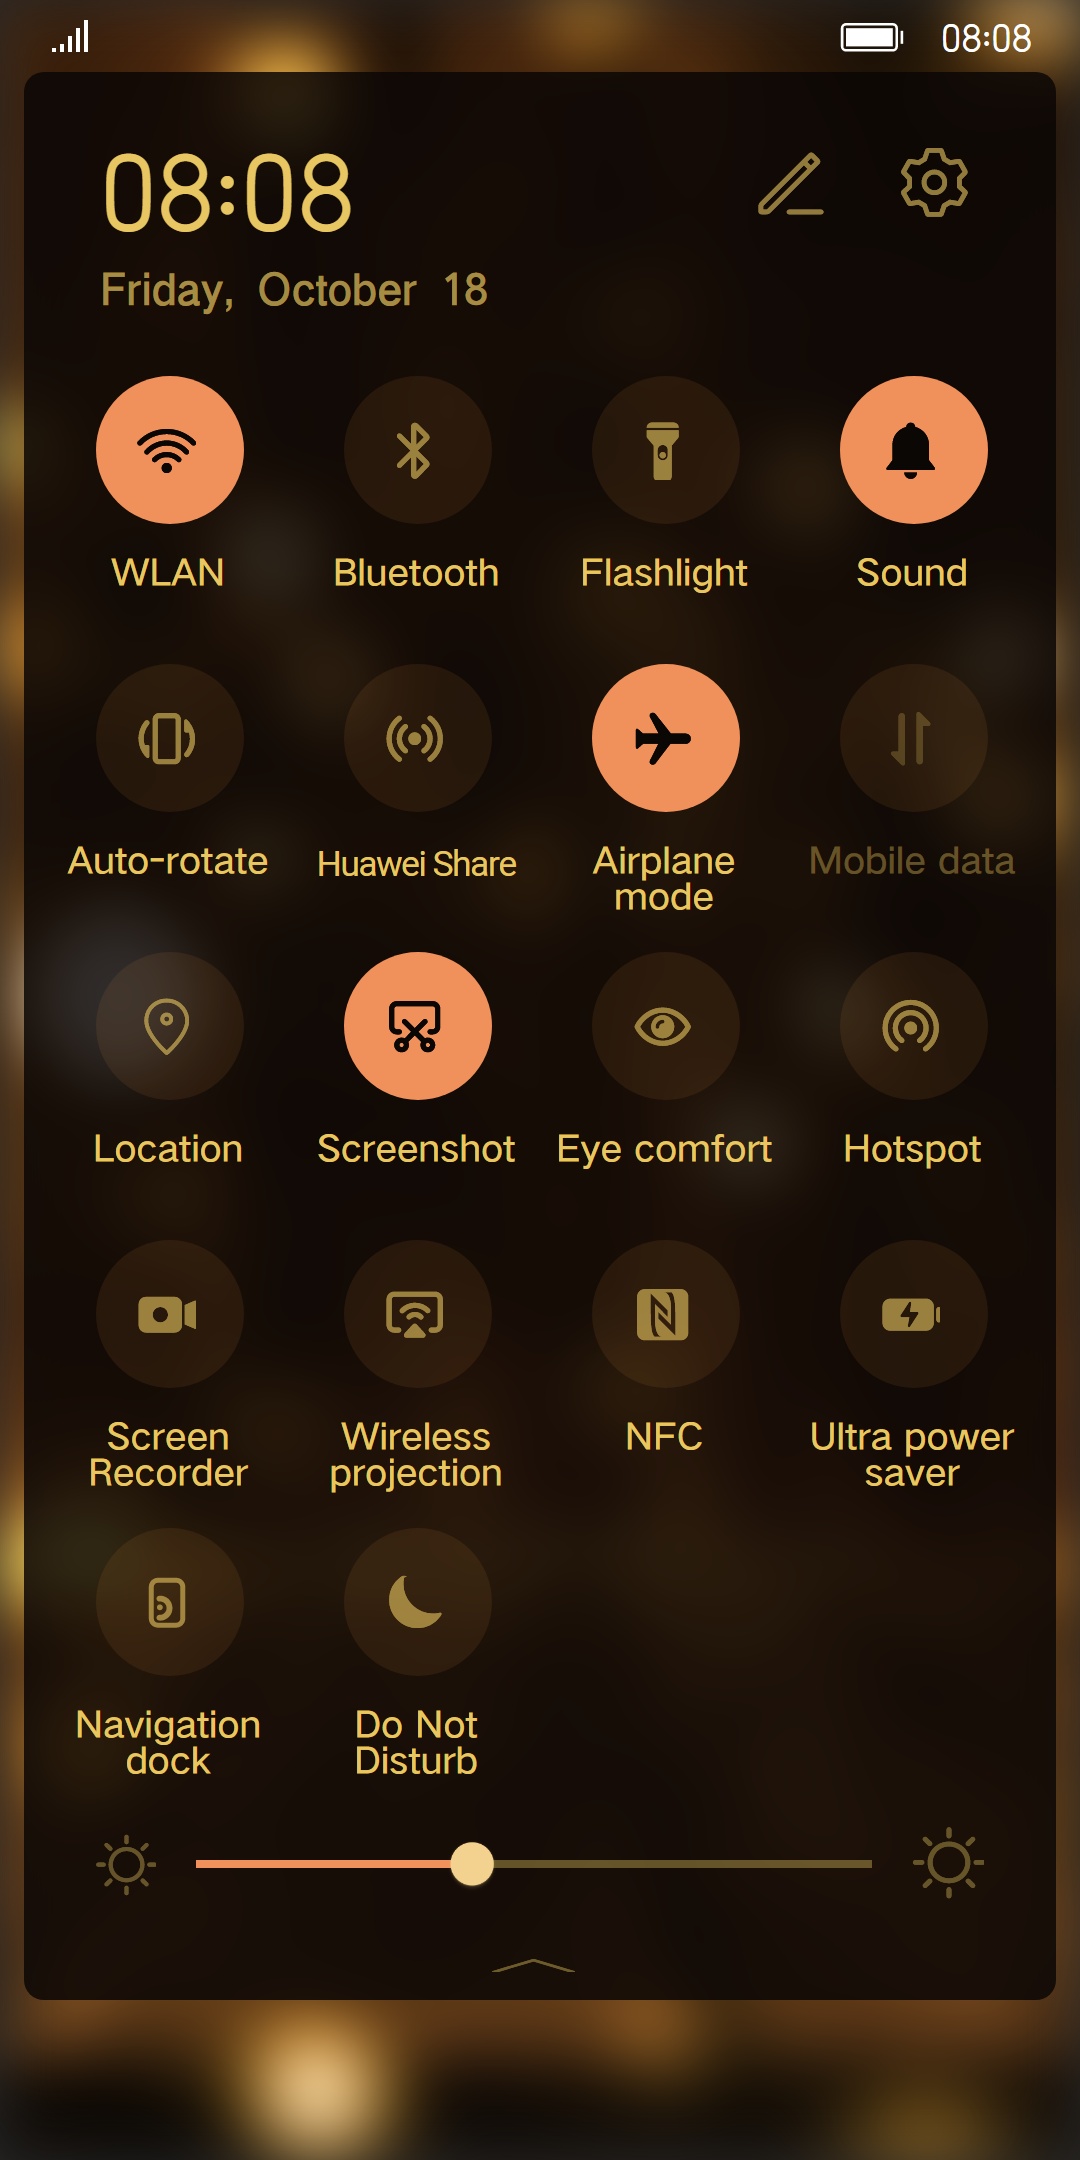 08:08
08:08
Friday, October 18
WLAN
Bluetooth
Flashlight
Sound
Auto-rotate
Huawei Share
Airplane
mode
Mobile data
Location
Screenshot
Eye comfort
Hotspot
Screen
Recorder
Wireless
projection
NFC
Ultra power
saver
Navigation
dock
Do Not
Disturb